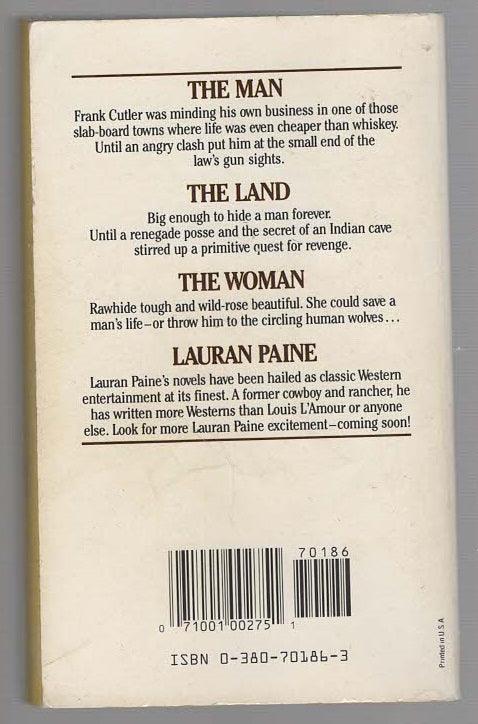 THE MAN
Frank Cutler was minding his own business in one of those
slab-board towns where life was even cheaper than whiskey.
Until an angry clash put him at the small end of the
law's gun sights.
THE LAND
Big enough to hide a man forever.
Until a renegade posse and the secret of an Indian cave
stirred up a primitive quest for revenge.
THE WOMAN
Rawhide tough and wild-rose beautiful. She could save a
man's life–or throw him to the circling human wolves...
LAURAN PAINE
Lauran Paine's novels have been hailed as classic Western
entertainment at its finest. A former cowboy and rancher, he
has written more Westerns than Louis L'Amour or anyone
else. Look for more Lauran Paine excitement–coming soon!
70186
0 71001 00275 1
ISBN 0-380-70186-3
Printed in U S A